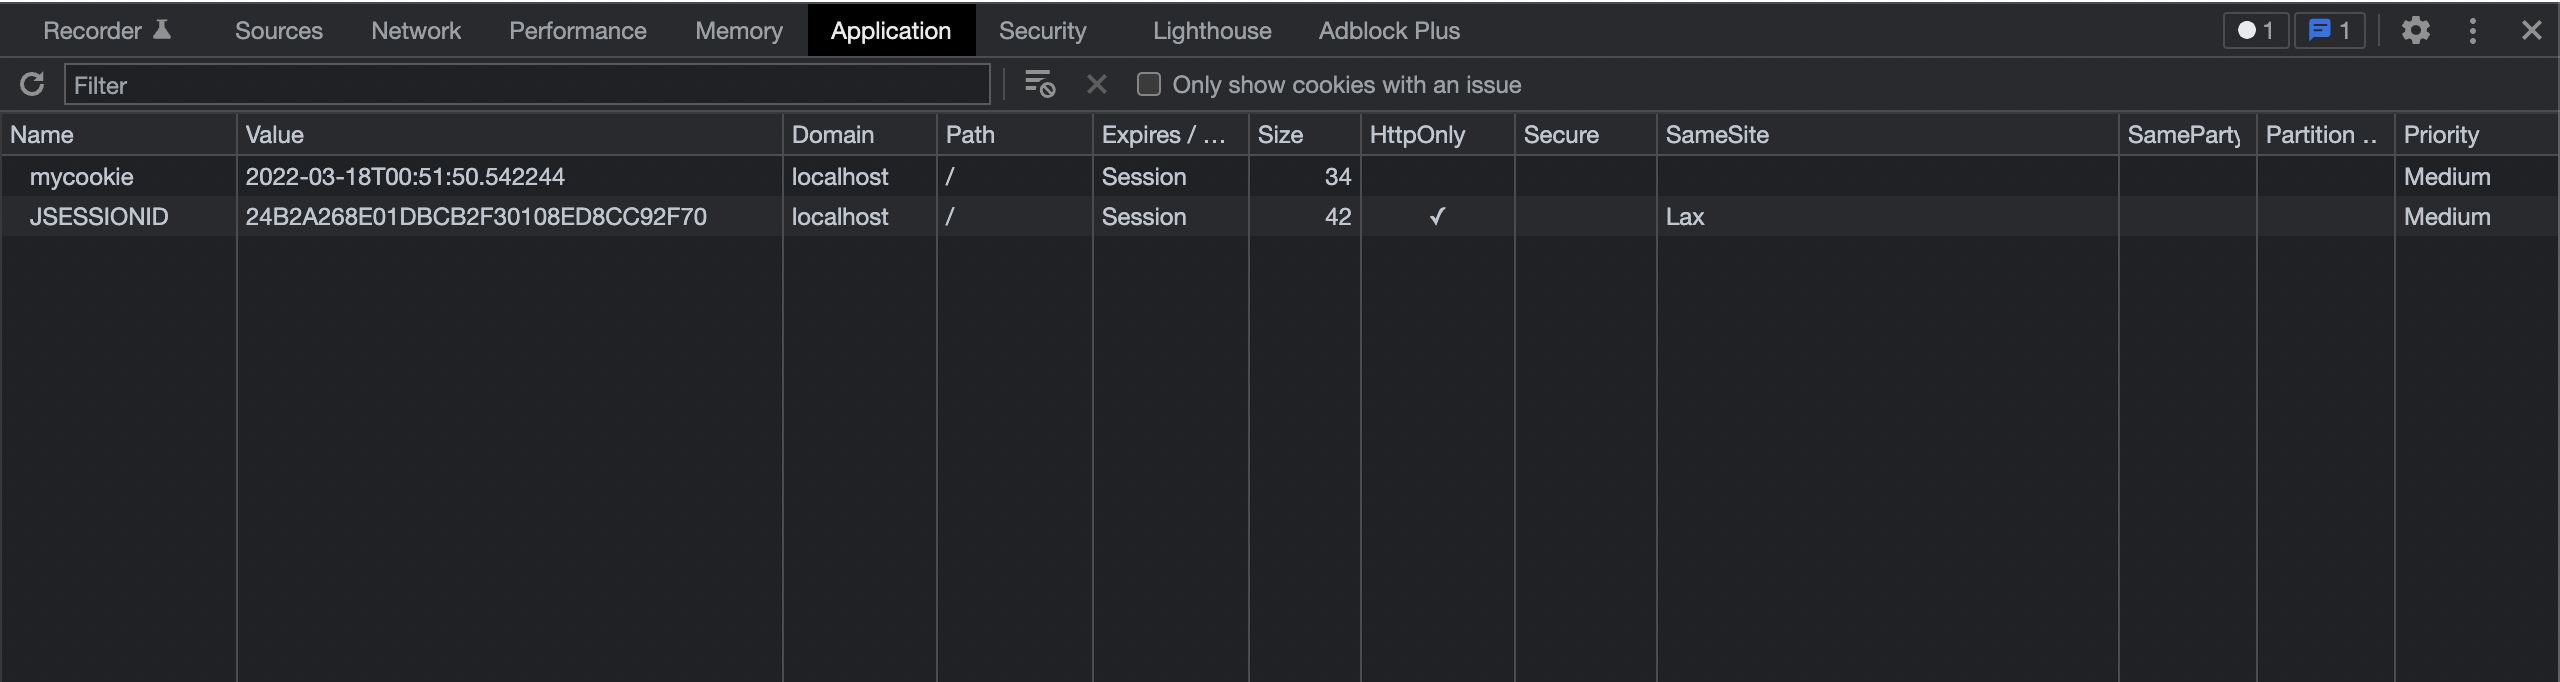 Recorder Sources Network Performance Memory Application Security Lighthouse Adblock Plus 1 1
Filter Only show cookies with an issue
Name Value Domain Path Expires / ... Size HttpOnly Secure SameSite SameParty Partition .. Priority
mycookie 2022-03-18T00:51:50.542244 localhost / Session 34 Medium
JSESSIONID 24B2A268E01DBCB2F30108ED8CC92F70 localhost / Session 42 ✓ Lax Medium